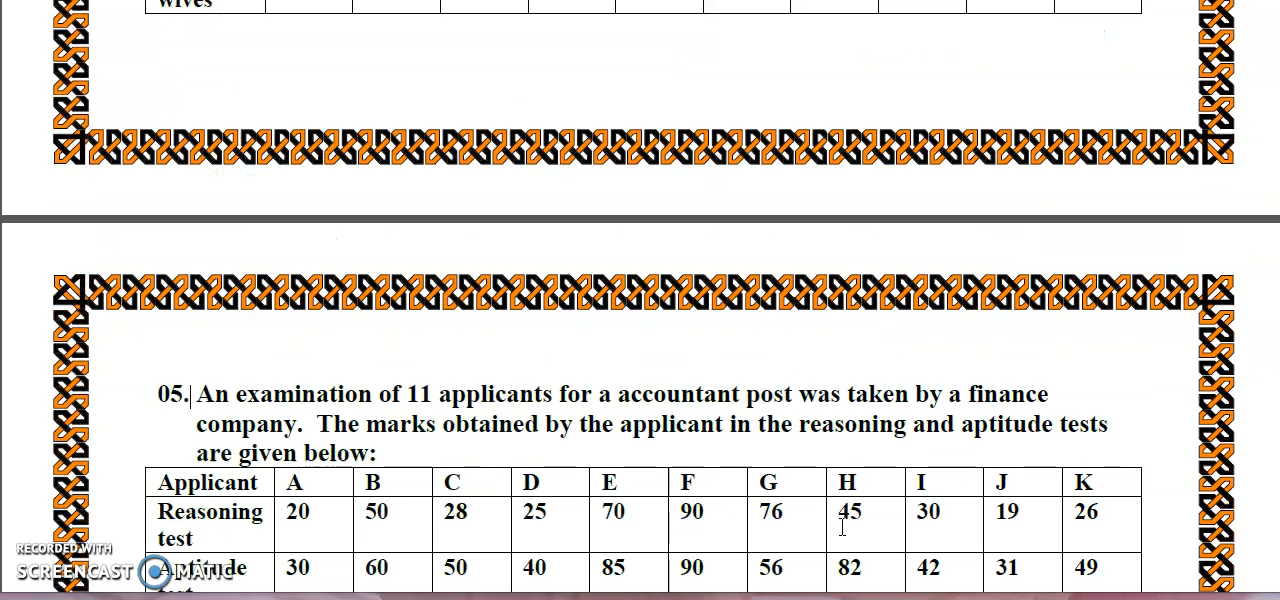 wives
05. An examination of 11 applicants for a accountant post was taken by a finance
company. The marks obtained by the applicant in the reasoning and aptitude tests
are given below:
Applicant A B C D E F G H I J K
Reasoning 20 50 28 25 70 90 76 45 30 19 26
test
RECORDED WITH
SCREENCAST MATIC
Aptitude 30 60 50 40 85 90 56 82 42 31 49
test